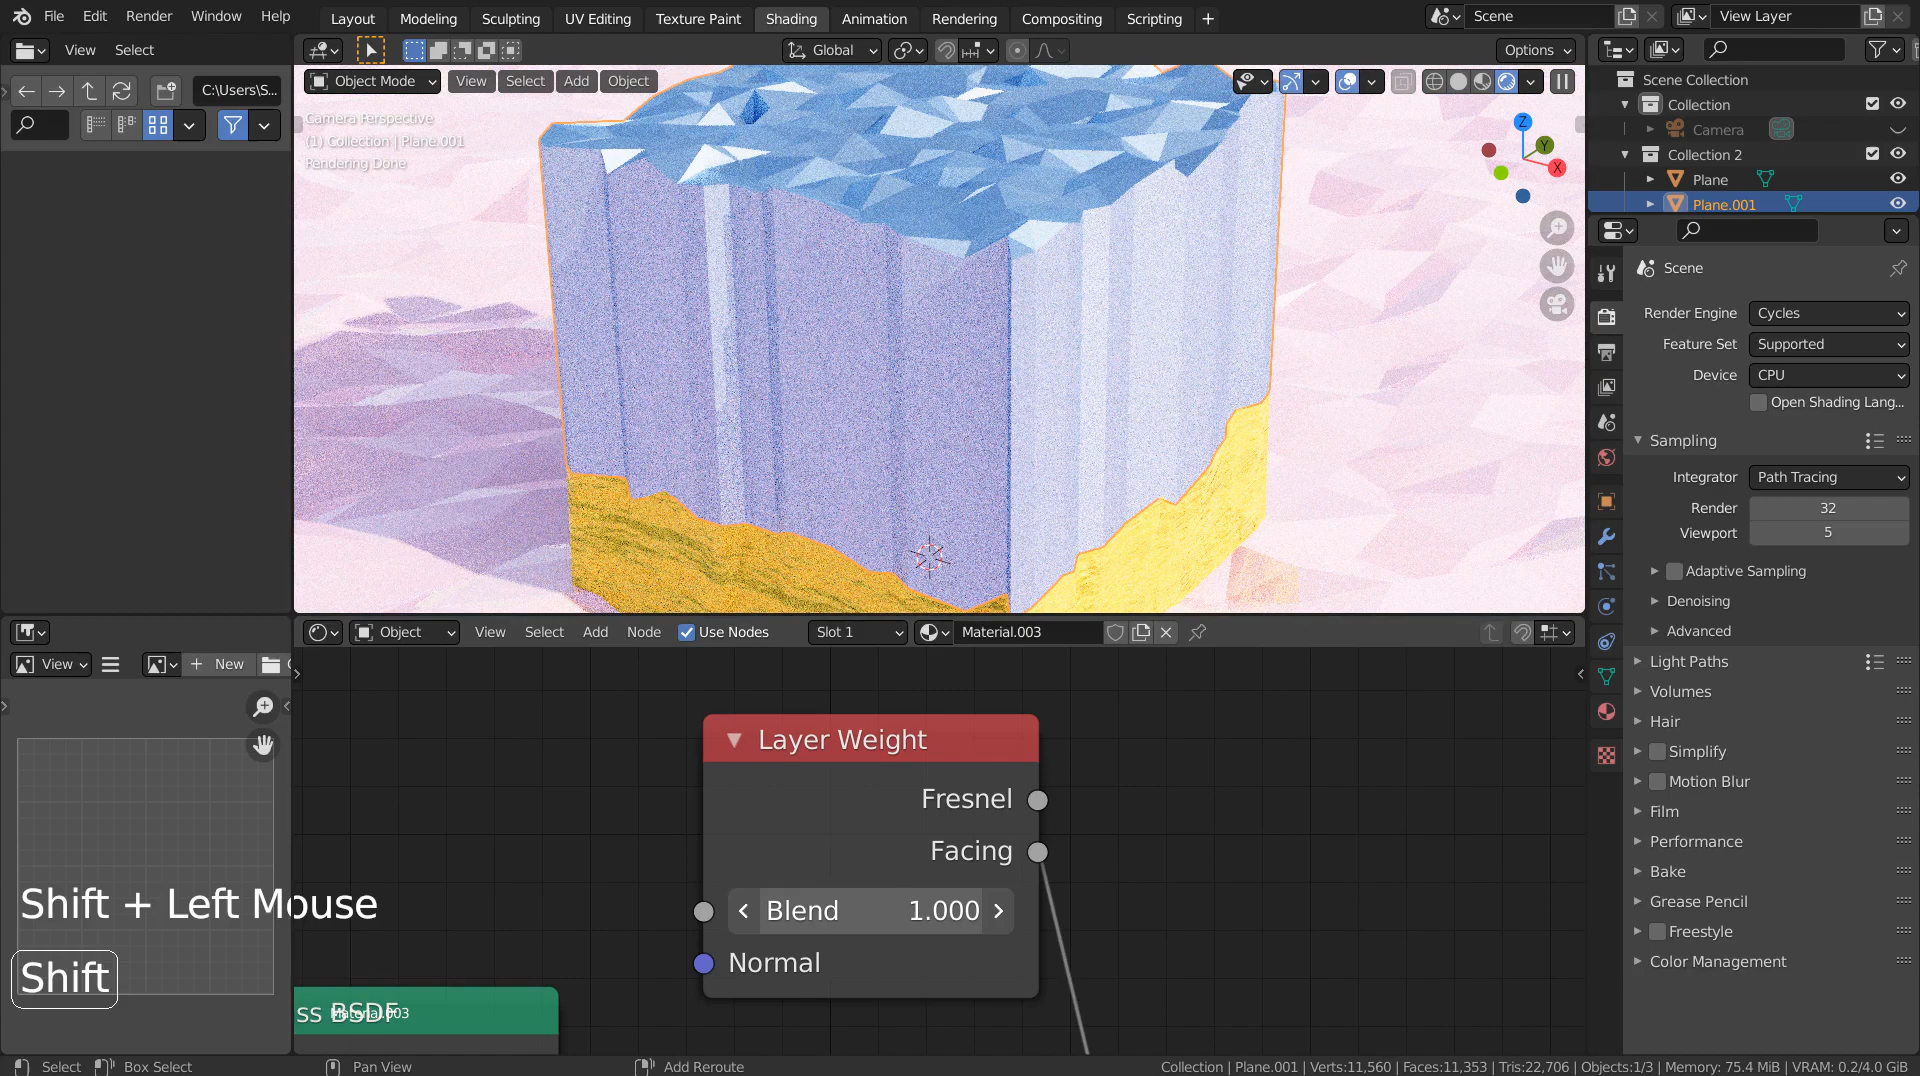 File Edit Render Window Help Layout Modeling Sculpting UV Editing Texture Paint Shading Animation Rendering Compositing Scripting + Scene View Layer
View Select Global Options
C:\Users\S...
Object Mode View Select Add Object
Camera Perspective
(1) Collection | Plane.001
Rendering Done
Z
Y
X
Scene Collection
Collection
Camera
Collection 2
Plane
Plane.001
Scene
Render Engine Cycles
Feature Set Supported
Device CPU
Open Shading Lang...
Sampling
Integrator Path Tracing
Render 32
Viewport 5
Adaptive Sampling
Denoising
Advanced
Light Paths
Volumes
Hair
Simplify
Motion Blur
Film
Performance
Bake
Grease Pencil
Freestyle
Color Management
Object View Select Add Node Use Nodes Slot 1 Material.003
View + New
Layer Weight
Fresnel
Facing
Blend 1.000
Normal
Shift + Left Mouse
Shift
ss BSDF
Material.003
Select Box Select Pan View Add Reroute Collection | Plane.001 | Verts:11,560 | Faces:11,353 | Tris:22,706 | Objects:1/3 | Memory: 75.4 MiB | VRAM: 0.2/4.0 GiB